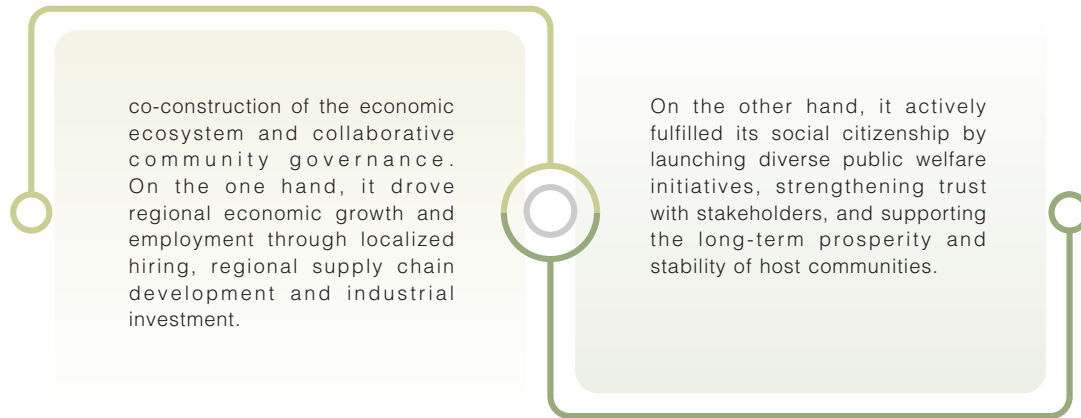 co-construction of the economic
ecosystem and collaborative
community governance.
On the one hand, it drove
regional economic growth and
employment through localized
hiring, regional supply chain
development and industrial
investment.
On the other hand, it actively
fulfilled its social citizenship by
launching diverse public welfare
initiatives, strengthening trust
with stakeholders, and supporting
the long-term prosperity and
stability of host communities.